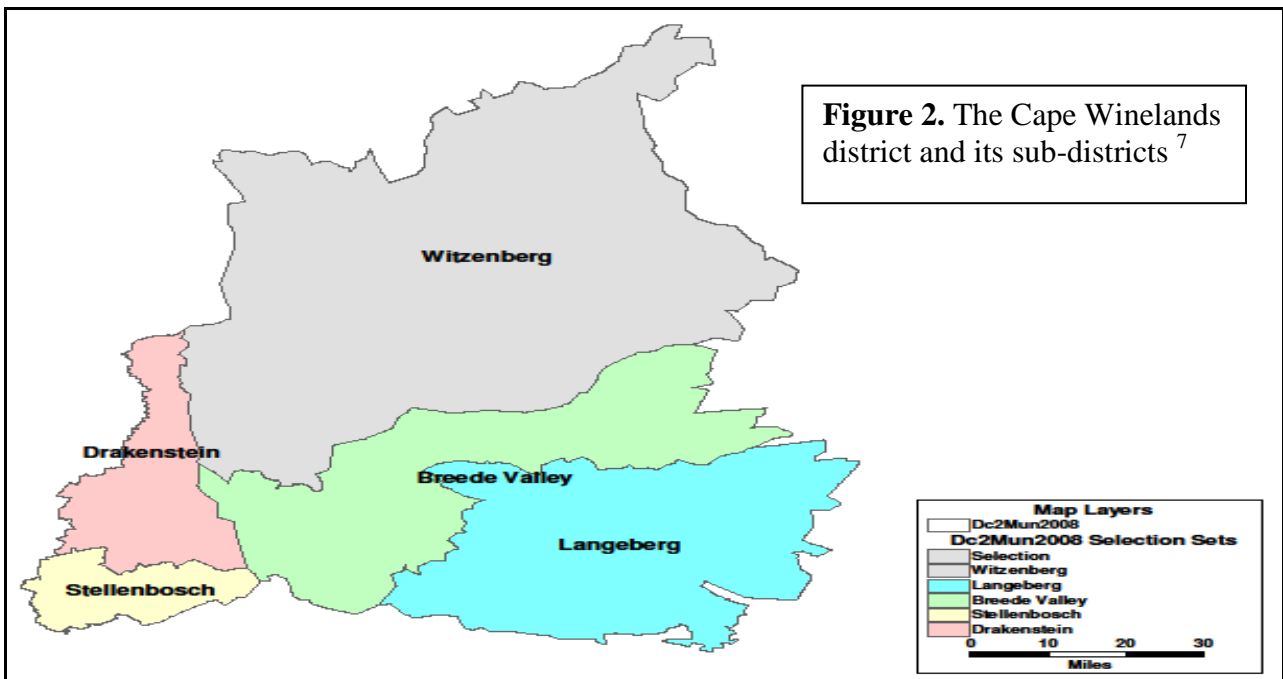 Figure 2. The Cape Winelands
district and its sub-districts 7
Witzenberg
Drakenstein
Breede Valley
Langeberg
Stellenbosch
Map Layers
Dc2Mun2008
Dc2Mun2008 Selection Sets
Selection
Witzenberg
Langeberg
Breede Valley
Stellenbosch
Drakenstein
0 10 20 30
Miles